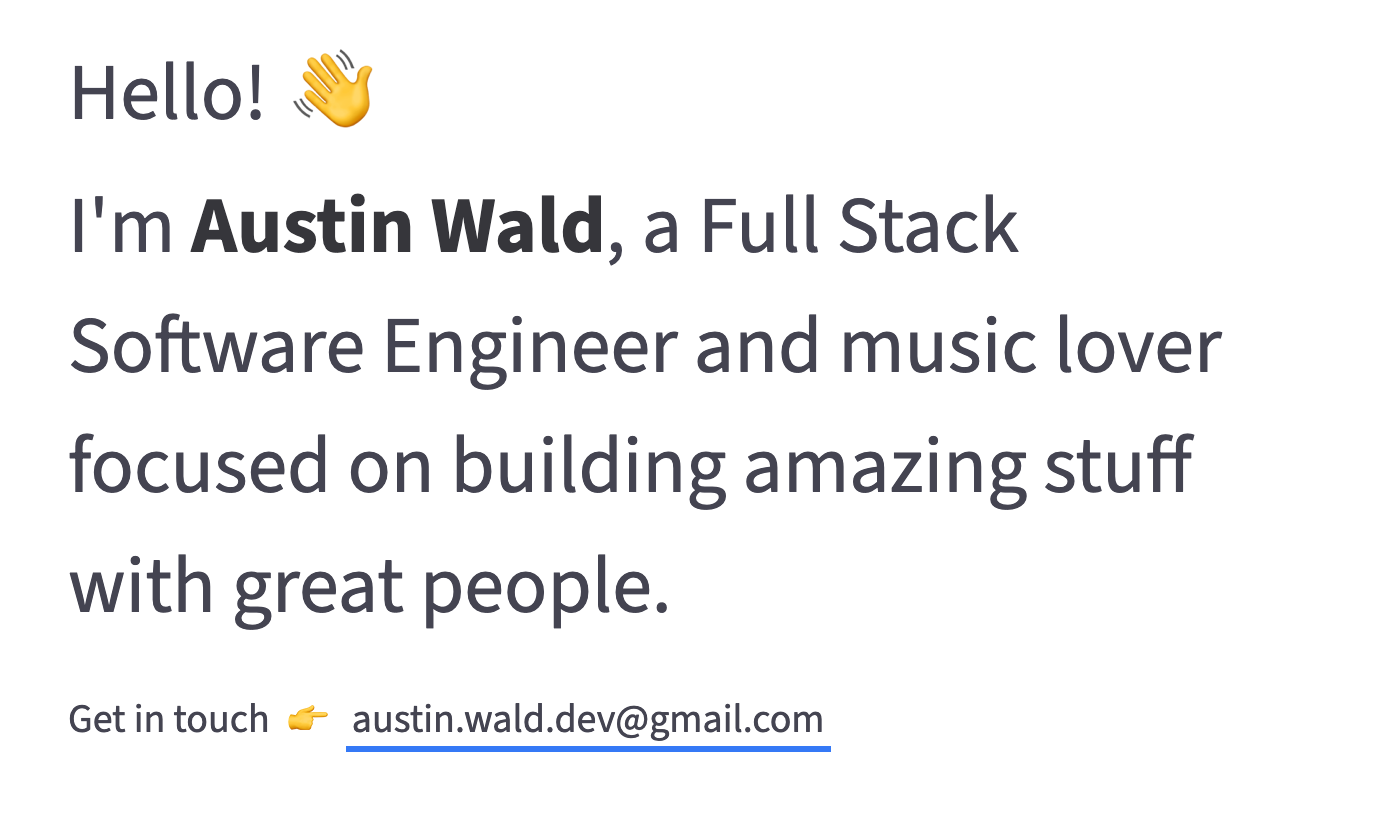 Hello! 👋
I'm Austin Wald, a Full Stack
Software Engineer and music lover
focused on building amazing stuff
with great people.
Get in touch 👉 austin.wald.dev@gmail.com